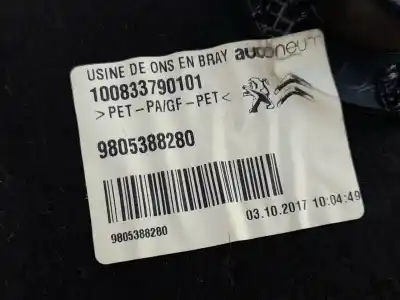 USINE DE ONS EN BRAY autoneum
100833790101
>PET-PA/GF-PET<
9805388280
9805388280
03.10.2017 10:04:49